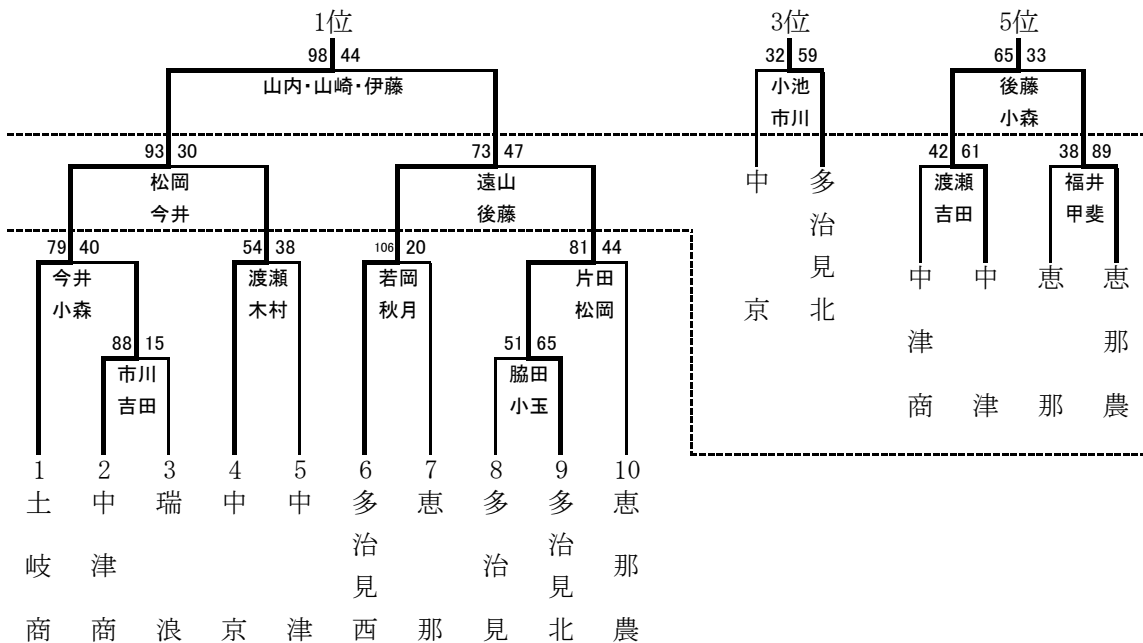 1位 3位 5位
98 44 32 59 65 33
山内・山崎・伊藤 小池 後藤
市川 小森
93 30 73 47 42 61 38 89
松岡 遠山 渡瀬 福井
今井 後藤 吉田 甲斐
中京 多治見北
79 40 54 38 106 20 81 44
今井 渡瀬 若岡 片田
小森 木村 秋月 松岡
中津商 中津 恵那 恵那農
88 15 51 65
市川 脇田
吉田 小玉
1 2 3 4 5 6 7 8 9 10
土岐商 中津商 瑞浪 中京 中津 多治見西 恵那 多治見 多治見北 恵那農